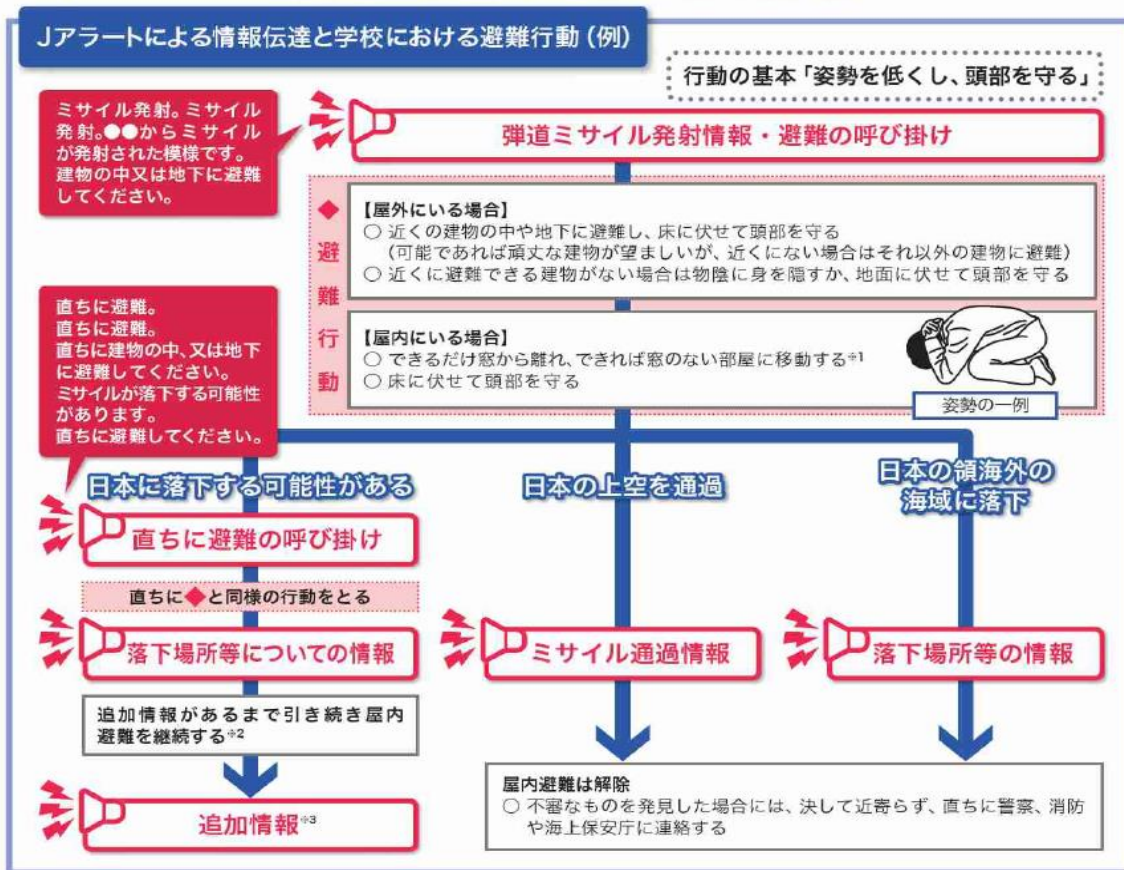 Jアラートによる情報伝達と学校における避難行動（例）
行動の基本「姿勢を低くし、頭部を守る」
ミサイル発射。ミサイル
発射。●●からミサイル
が発射された模様です。
建物の中又は地下に避難
してください。
弾道ミサイル発射情報・避難の呼び掛け
◆避難行動
【屋外にいる場合】
○ 近くの建物の中や地下に避難し、床に伏せて頭部を守る
（可能であれば頑丈な建物が望ましいが、近くにない場合はそれ以外の建物に避難）
○ 近くに避難できる建物がない場合は物陰に身を隠すか、地面に伏せて頭部を守る
【屋内にいる場合】
○ できるだけ窓から離れ、できれば窓のない部屋に移動する※1
○ 床に伏せて頭部を守る
姿勢の一例
直ちに避難。
直ちに避難。
直ちに建物の中、又は地下
に避難してください。
ミサイルが落下する可能性
があります。
直ちに避難してください。
日本に落下する可能性がある
直ちに避難の呼び掛け
直ちに◆と同様の行動をとる
落下場所等についての情報
追加情報があるまで引き続き屋内
避難を継続する※2
追加情報※3
日本の上空を通過
ミサイル通過情報
日本の領海外の
海域に落下
落下場所等の情報
屋内避難は解除
○ 不審なものを発見した場合には、決して近寄らず、直ちに警察、消防
や海上保安庁に連絡する